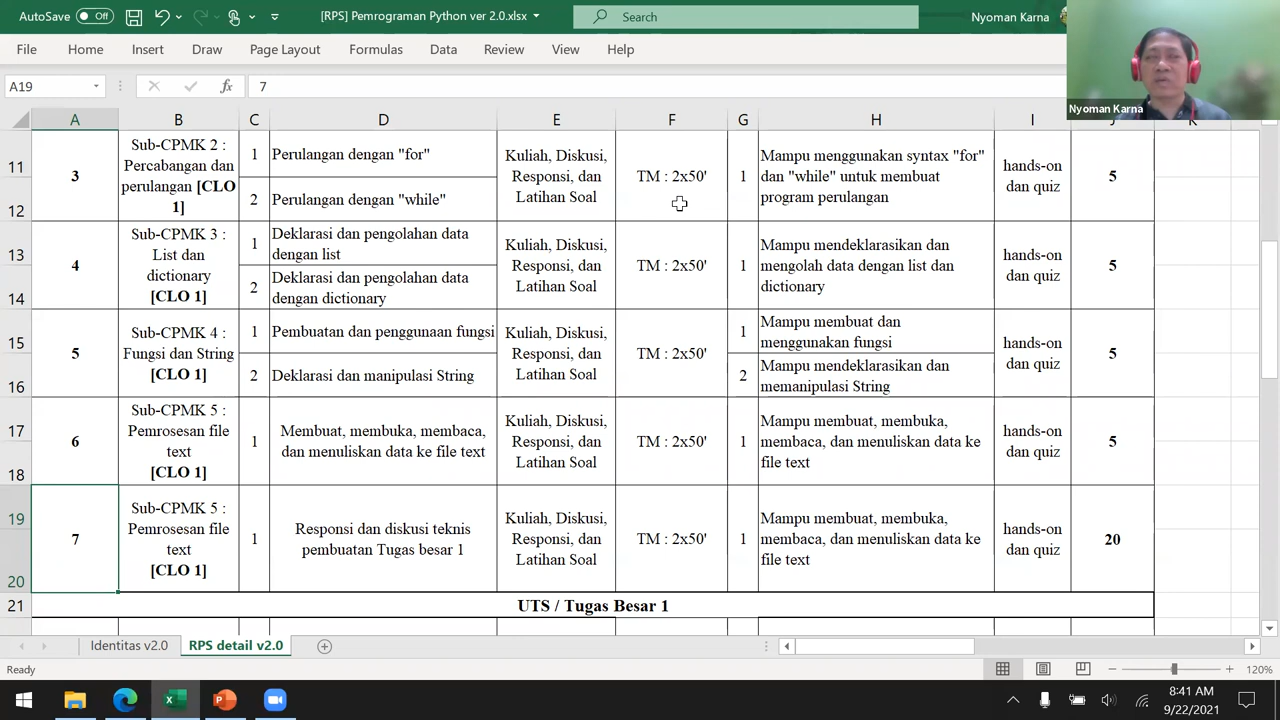 AutoSave Off
[RPS] Pemrograman Python ver 2.0.xlsx
Search
Nyoman Karna
File Home Insert Draw Page Layout Formulas Data Review View Help
A19 fx 7
Nyoman Karna
A B C D E F G H I J K
11
12
3
Sub-CPMK 2 :
Percabangan dan
perulangan [CLO
1]
1 Perulangan dengan "for"
2 Perulangan dengan "while"
Kuliah, Diskusi,
Responsi, dan
Latihan Soal
TM : 2x50'
1
Mampu menggunakan syntax "for"
dan "while" untuk membuat
program perulangan
hands-on
dan quiz
5
13
14
4
Sub-CPMK 3 :
List dan
dictionary
[CLO 1]
1
Deklarasi dan pengolahan data
dengan list
2
Deklarasi dan pengolahan data
dengan dictionary
Kuliah, Diskusi,
Responsi, dan
Latihan Soal
TM : 2x50'
1
Mampu mendeklarasikan dan
mengolah data dengan list dan
dictionary
hands-on
dan quiz
5
15
16
5
Sub-CPMK 4 :
Fungsi dan String
[CLO 1]
1 Pembuatan dan penggunaan fungsi
2 Deklarasi dan manipulasi String
Kuliah, Diskusi,
Responsi, dan
Latihan Soal
TM : 2x50'
1
Mampu membuat dan
menggunakan fungsi
2
Mampu mendeklarasikan dan
memanipulasi String
hands-on
dan quiz
5
17
18
6
Sub-CPMK 5 :
Pemrosesan file
text
[CLO 1]
1
Membuat, membuka, membaca,
dan menuliskan data ke file text
Kuliah, Diskusi,
Responsi, dan
Latihan Soal
TM : 2x50'
1
Mampu membuat, membuka,
membaca, dan menuliskan data ke
file text
hands-on
dan quiz
5
19
20
7
Sub-CPMK 5 :
Pemrosesan file
text
[CLO 1]
1
Responsi dan diskusi teknis
pembuatan Tugas besar 1
Kuliah, Diskusi,
Responsi, dan
Latihan Soal
TM : 2x50'
1
Mampu membuat, membuka,
membaca, dan menuliskan data ke
file text
hands-on
dan quiz
20
21 UTS / Tugas Besar 1
Identitas v2.0 RPS detail v2.0
Ready
120%
8:41 AM
9/22/2021